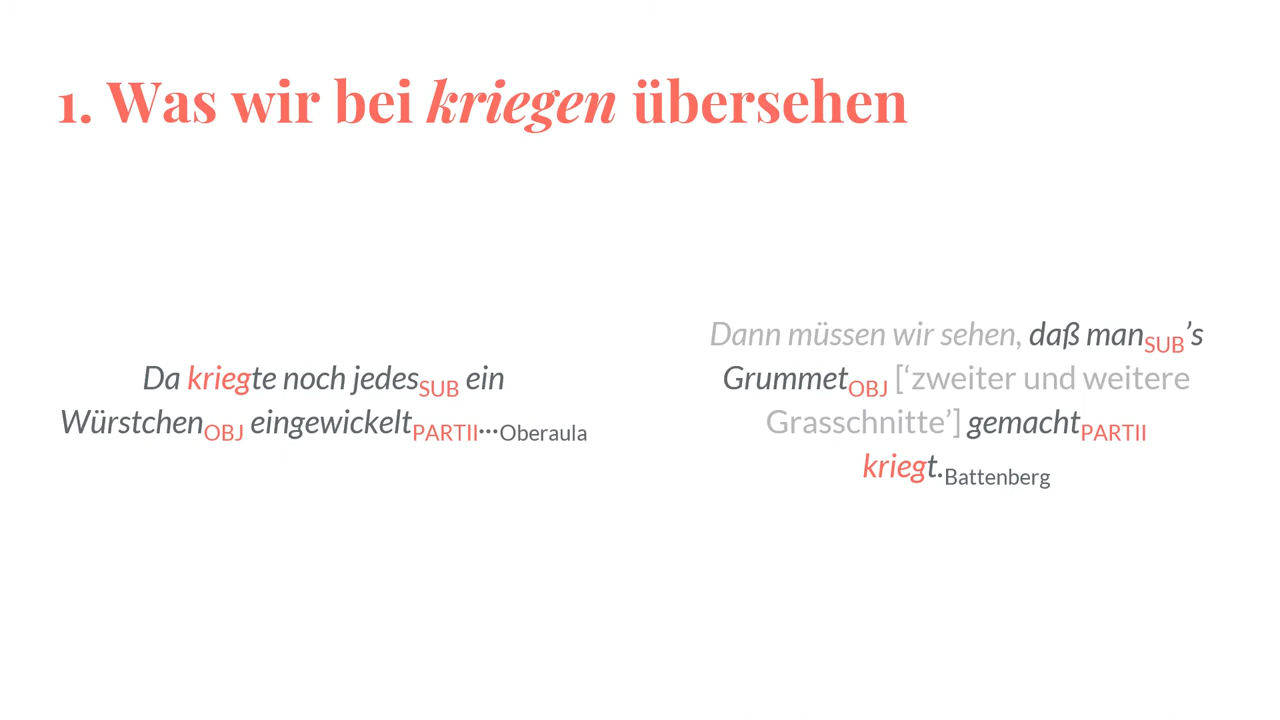 1. Was wir bei kriegen übersehen
Da kriegte noch jedesSUB ein
WürstchenOBJ eingewickeltPARTII...Oberaula
Dann müssen wir sehen, daß manSUB’s
GrummetOBJ [‘zweiter und weitere
Grasschnitte’] gemachtPARTII
kriegt.Battenberg